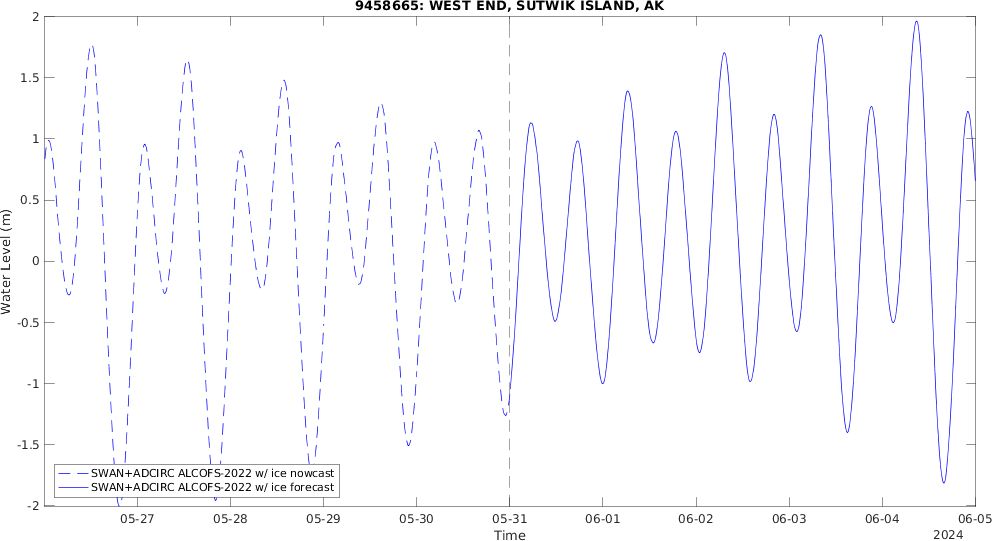 9458665: WEST END, SUTWIK ISLAND, AK
Water Level (m)
2
1.5
1
0.5
0
-0.5
-1
-1.5
-2
SWAN+ADCIRC ALCOFS-2022 w/ ice nowcast
SWAN+ADCIRC ALCOFS-2022 w/ ice forecast
05-27 05-28 05-29 05-30 05-31 06-01 06-02 06-03 06-04 06-05
Time
2024